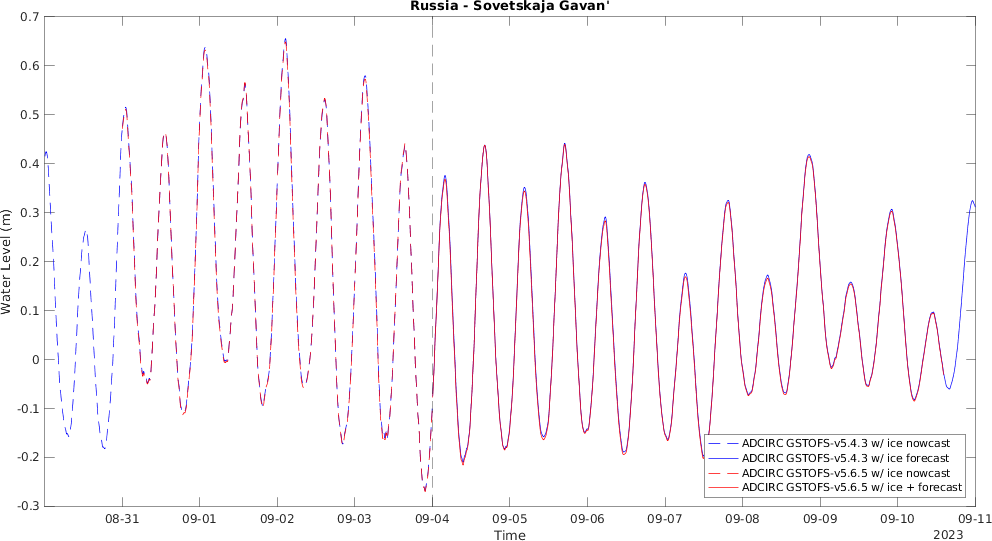 Russia - Sovetskaja Gavan'
Water Level (m)
0.7
0.6
0.5
0.4
0.3
0.2
0.1
0
-0.1
-0.2
-0.3
ADCIRC GSTOFS-v5.4.3 w/ ice nowcast
ADCIRC GSTOFS-v5.4.3 w/ ice forecast
ADCIRC GSTOFS-v5.6.5 w/ ice nowcast
ADCIRC GSTOFS-v5.6.5 w/ ice + forecast
08-31 09-01 09-02 09-03 09-04 09-05 09-06 09-07 09-08 09-09 09-10 09-11
Time
2023